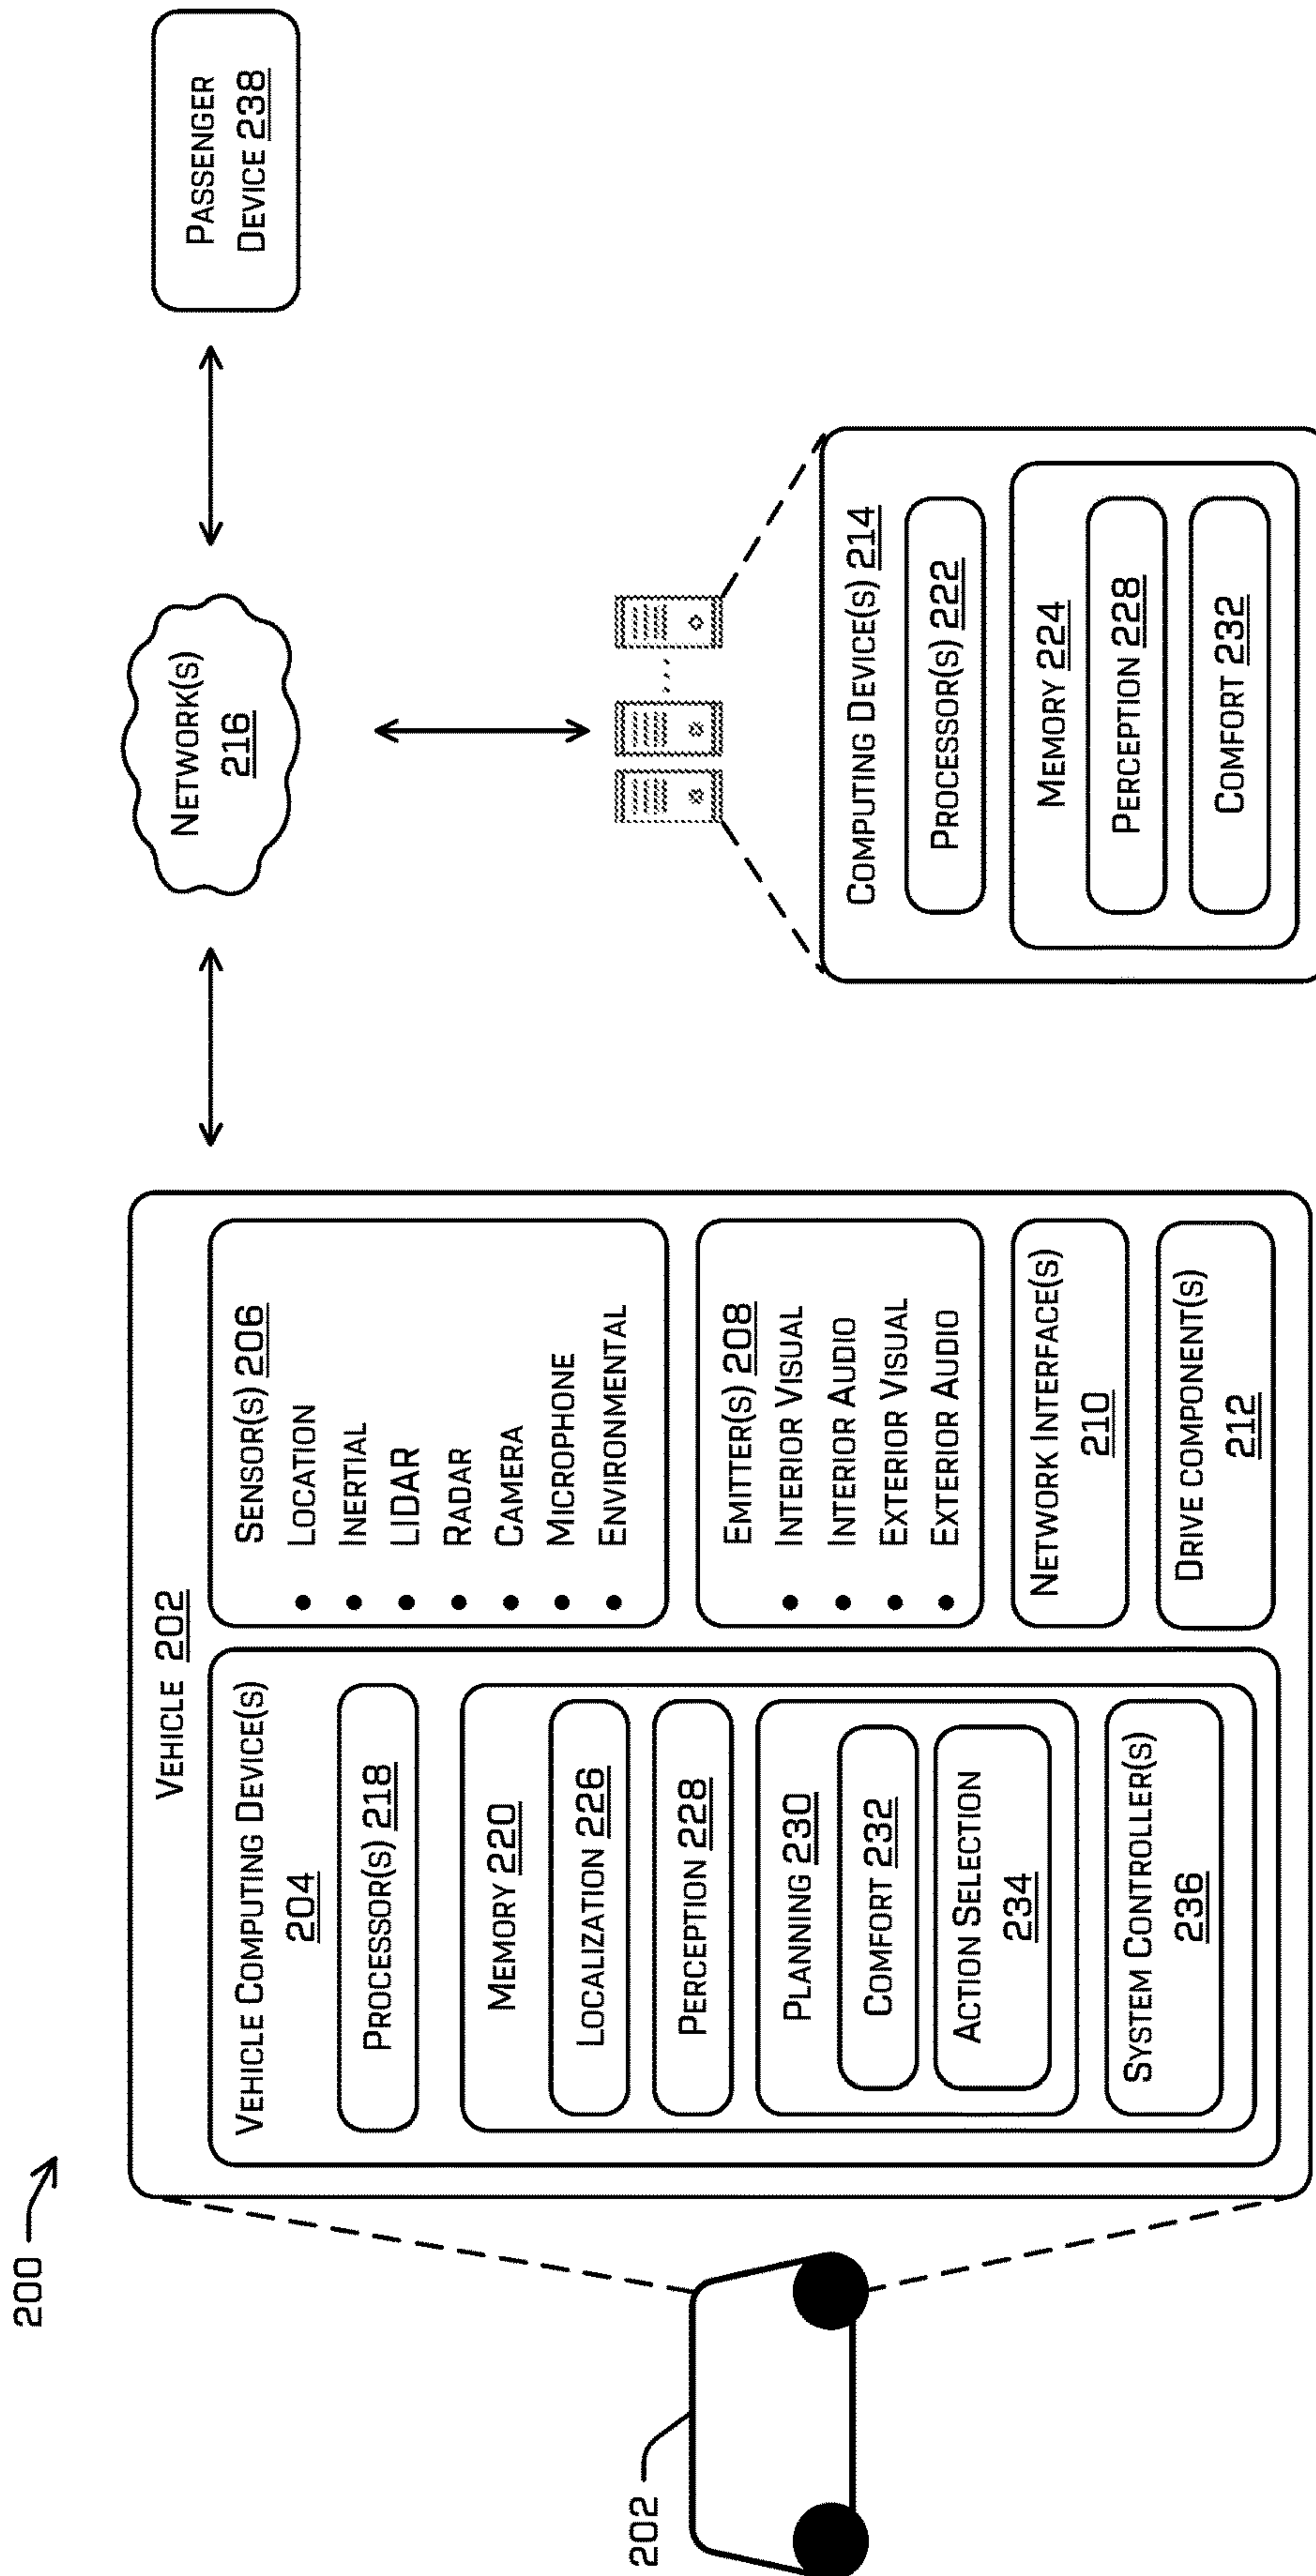 200
202
VEHICLE 202
VEHICLE COMPUTING DEVICE(S)
204
PROCESSOR(S) 218
MEMORY 220
LOCALIZATION 226
PERCEPTION 228
PLANNING 230
COMFORT 232
ACTION SELECTION
234
SYSTEM CONTROLLER(S)
236
SENSOR(S) 206
• LOCATION
• INERTIAL
• LIDAR
• RADAR
• CAMERA
• MICROPHONE
• ENVIRONMENTAL
EMITTER(S) 208
• INTERIOR VISUAL
• INTERIOR AUDIO
• EXTERIOR VISUAL
• EXTERIOR AUDIO
NETWORK INTERFACE(S)
210
DRIVE COMPONENT(S)
212
NETWORK(S)
216
COMPUTING DEVICE(S) 214
PROCESSOR(S) 222
MEMORY 224
PERCEPTION 228
COMFORT 232
PASSENGER
DEVICE 238